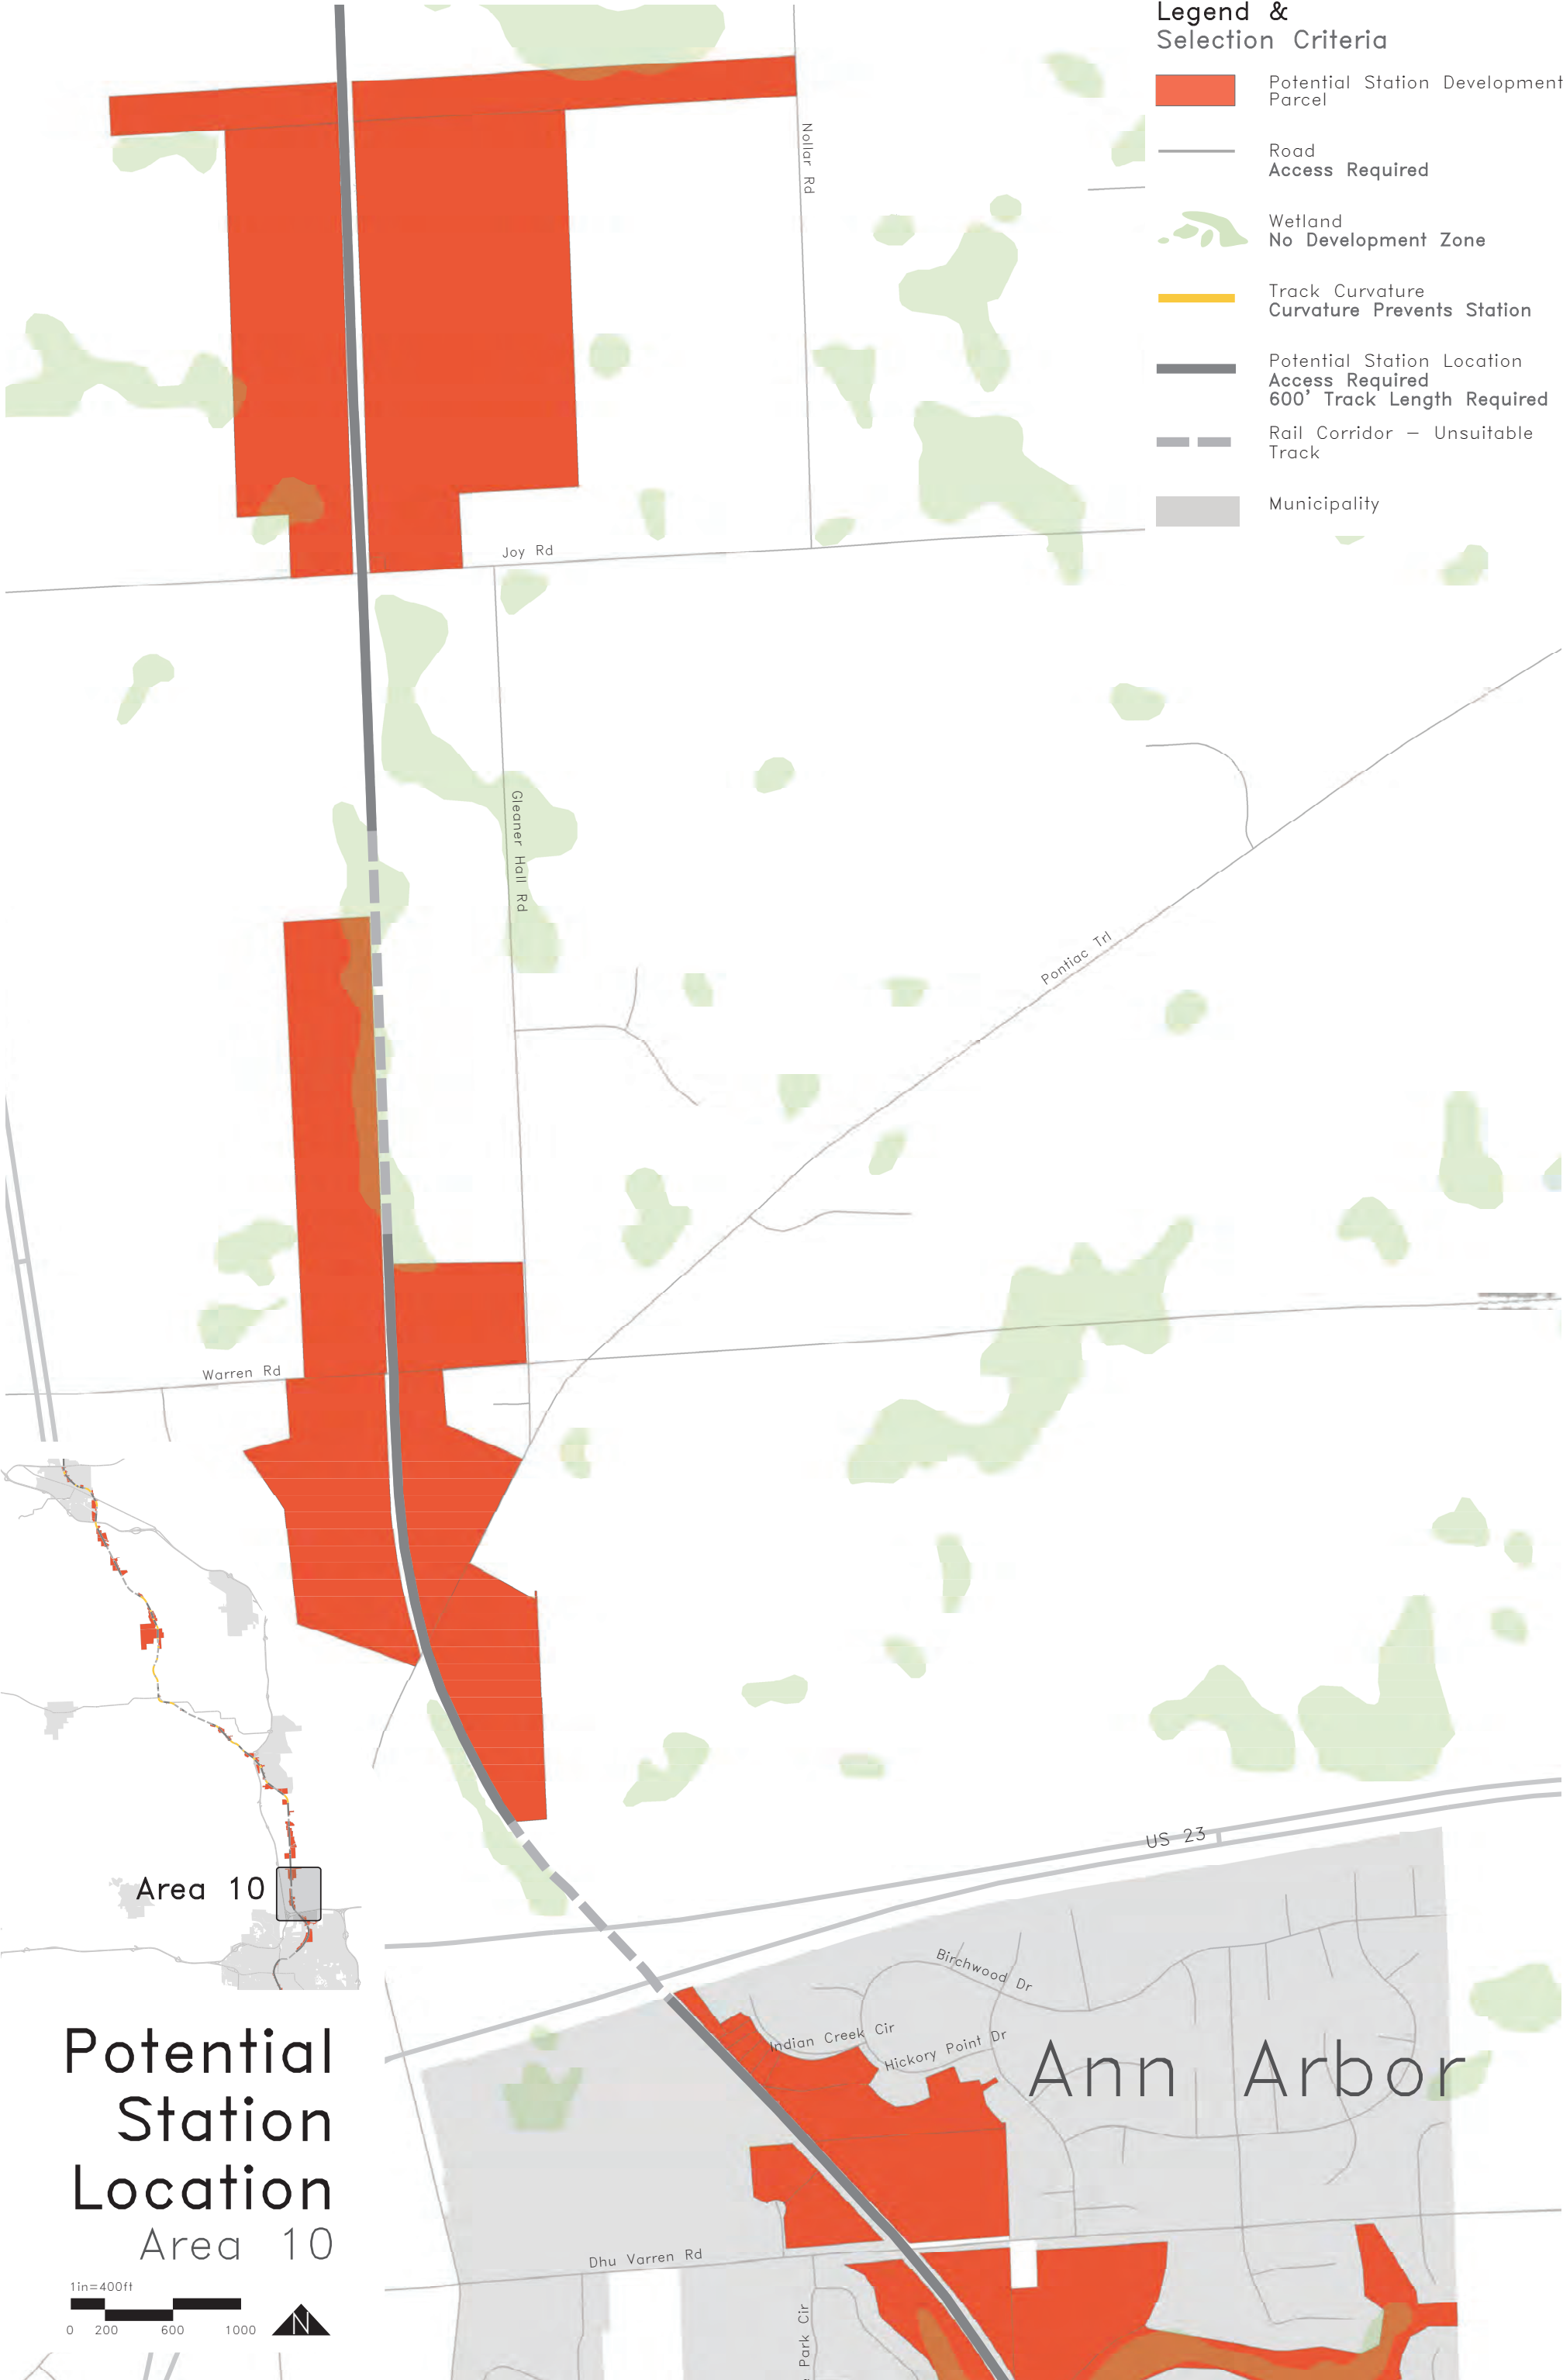 Legend &
Selection Criteria
Potential Station Development
Parcel
Road
Access Required
Wetland
No Development Zone
Track Curvature
Curvature Prevents Station
Potential Station Location
Access Required
600' Track Length Required
Rail Corridor – Unsuitable
Track
Municipality
Nollar Rd
Joy Rd
Gleaner Hall Rd
Pontiac Trl
Warren Rd
US 23
Area 10
Birchwood Dr
Indian Creek Cir
Hickory Point Dr
Ann Arbor
Dhu Varren Rd
Park Cir
Potential
Station
Location
Area 10
1in=400ft
0 200 600 1000
N